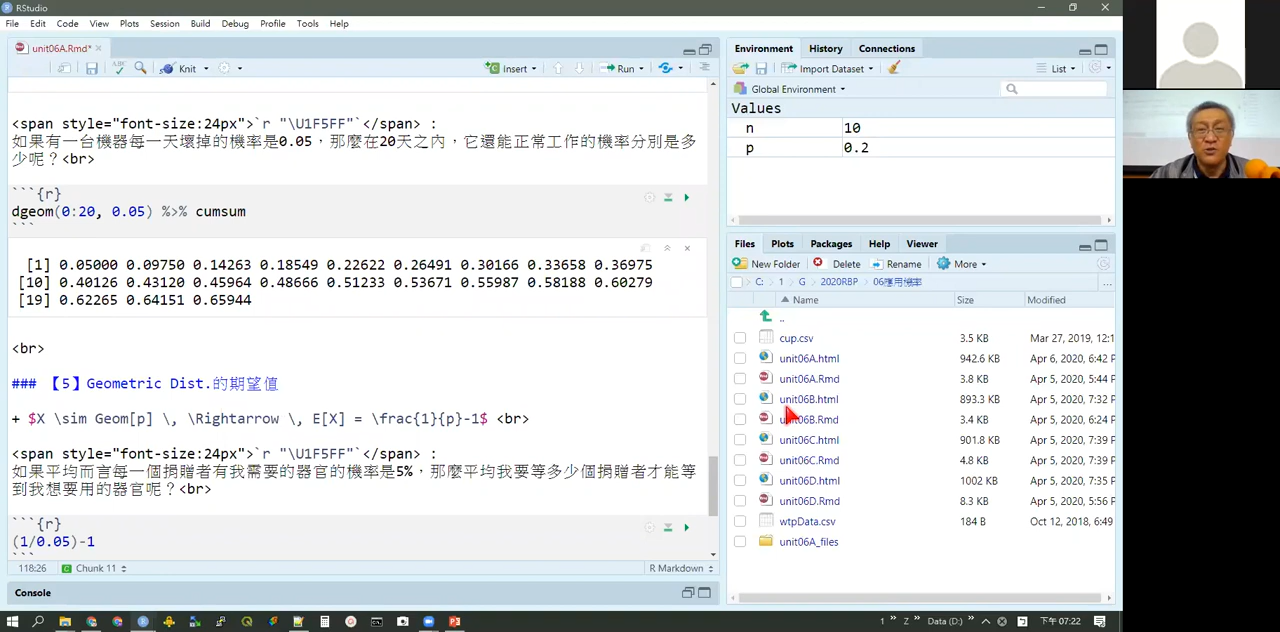 RStudio
File Edit Code View Plots Session Build Debug Profile Tools Help
unit06A.Rmd* ×
Knit Insert Run
<span style="font-size:24px">`r "\U1F5FF"`</span> :
如果有一台機器每一天壞掉的機率是0.05，那麼在20天之內，它還能正常工作的機率分別是多
少呢？<br>
```{r}
dgeom(0:20, 0.05) %>% cumsum
```
[1] 0.05000 0.09750 0.14263 0.18549 0.22622 0.26491 0.30166 0.33658 0.36975
[10] 0.40126 0.43120 0.45964 0.48666 0.51233 0.53671 0.55987 0.58188 0.60279
[19] 0.62265 0.64151 0.65944
<br>
### 【5】Geometric Dist.的期望值
+ $X \sim Geom[p] \, \Rightarrow \, E[X] = \frac{1}{p}-1$ <br>
<span style="font-size:24px">`r "\U1F5FF"`</span> :
如果平均而言每一個捐贈者有我需要的器官的機率是5%，那麼平均我要等多少個捐贈者才能等
到我想要用的器官呢？<br>
```{r}
(1/0.05)-1
```
118:26 Chunk 11 R Markdown
Console
Environment History Connections
Import Dataset List
Global Environment
Values
n 10
p 0.2
Files Plots Packages Help Viewer
New Folder Delete Rename More
C: 1 G 2020RBP 06應用機率 ...
Name Size Modified
..
cup.csv 3.5 KB Mar 27, 2019, 12:1
unit06A.html 942.6 KB Apr 6, 2020, 6:42 P
unit06A.Rmd 3.8 KB Apr 5, 2020, 5:44 P
unit06B.html 893.3 KB Apr 5, 2020, 7:32 P
unit06B.Rmd 3.4 KB Apr 5, 2020, 6:24 P
unit06C.html 901.8 KB Apr 5, 2020, 7:39 P
unit06C.Rmd 4.8 KB Apr 5, 2020, 7:39 P
unit06D.html 1002 KB Apr 5, 2020, 7:35 P
unit06D.Rmd 8.3 KB Apr 5, 2020, 5:56 P
wtpData.csv 184 B Oct 12, 2018, 6:49
unit06A_files
1 » Z » Data (D:) » 下午 07:22